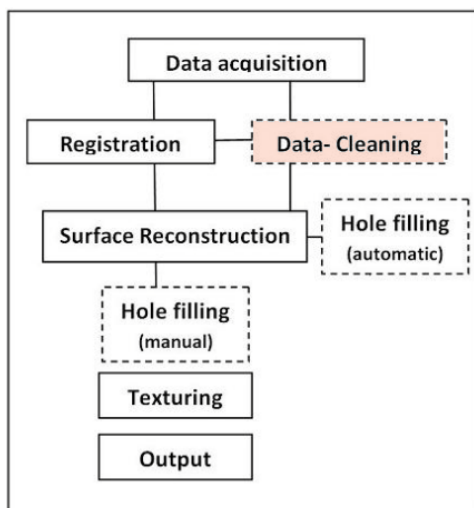 Data acquisition
Registration
Data- Cleaning
Surface Reconstruction
Hole filling
(automatic)
Hole filling
(manual)
Texturing
Output